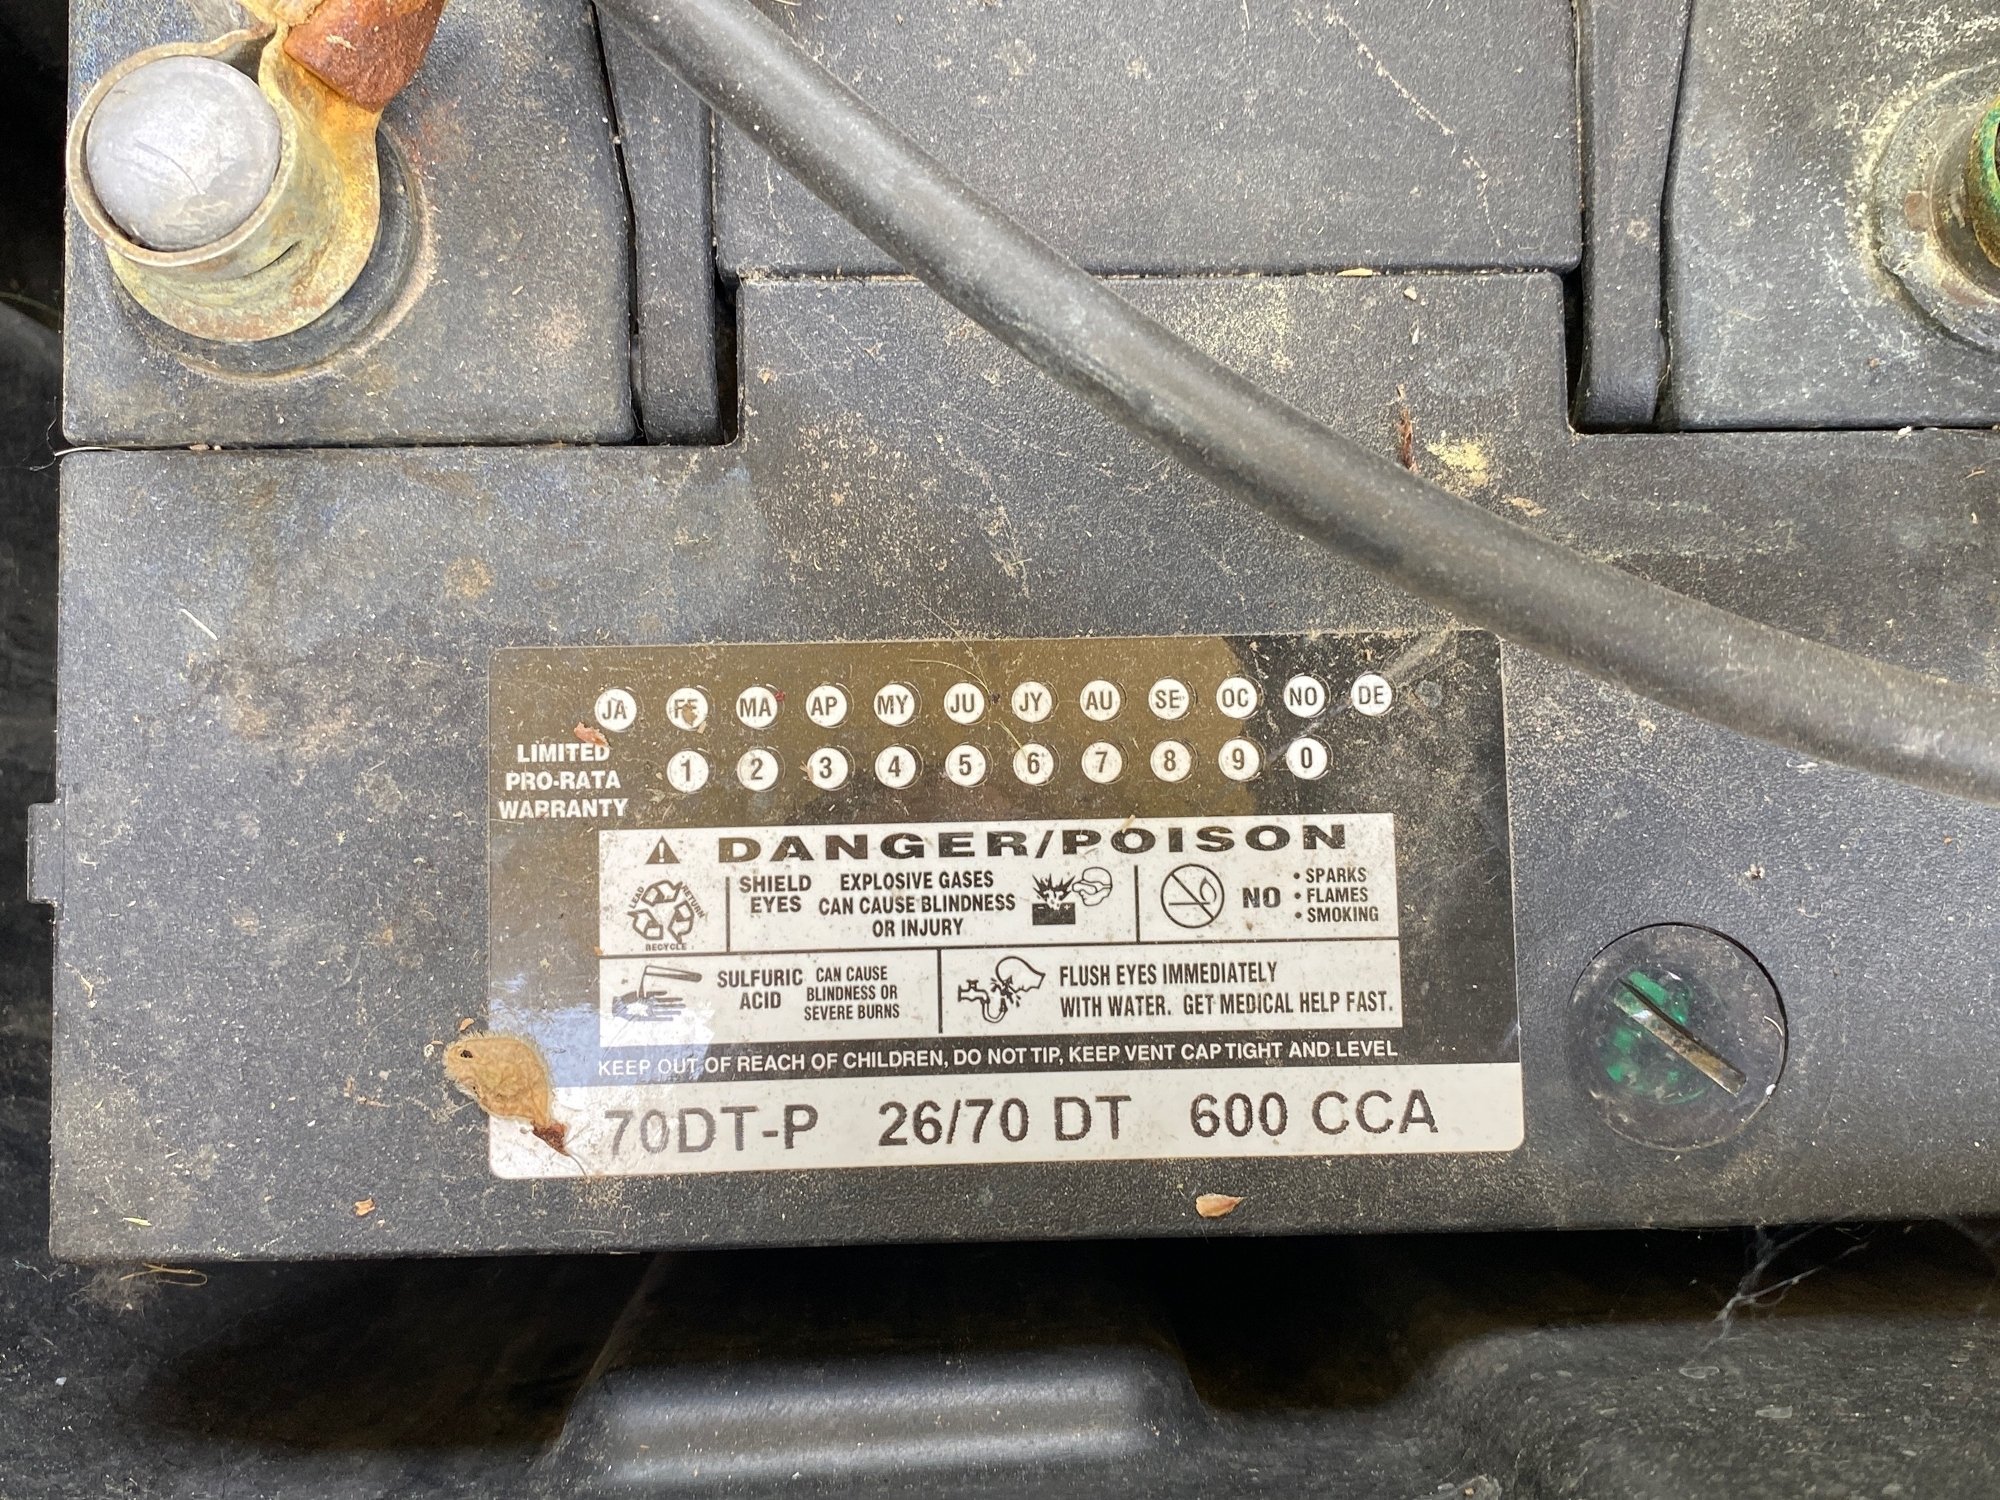 JA FE MA AP MY JU JY AU SE OC NO DE
1 2 3 4 5 6 7 8 9 0
LIMITED
PRO-RATA
WARRANTY
DANGER/POISON
LEAD RETURN RECYCLE
SHIELD
EYES
EXPLOSIVE GASES
CAN CAUSE BLINDNESS
OR INJURY
NO
• SPARKS
• FLAMES
• SMOKING
SULFURIC
ACID
CAN CAUSE
BLINDNESS OR
SEVERE BURNS
FLUSH EYES IMMEDIATELY
WITH WATER. GET MEDICAL HELP FAST.
KEEP OUT OF REACH OF CHILDREN, DO NOT TIP, KEEP VENT CAP TIGHT AND LEVEL
70DT-P 26/70 DT 600 CCA